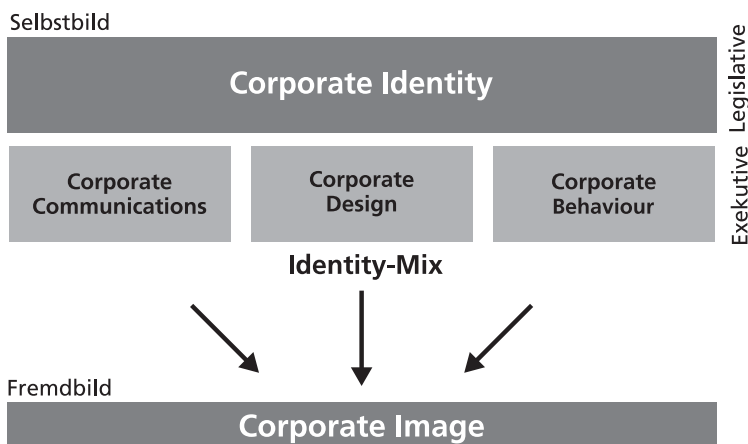 Selbstbild
Corporate Identity
Legislative
Corporate
Communications
Corporate
Design
Corporate
Behaviour
Exekutive
Identity-Mix
Fremdbild
Corporate Image